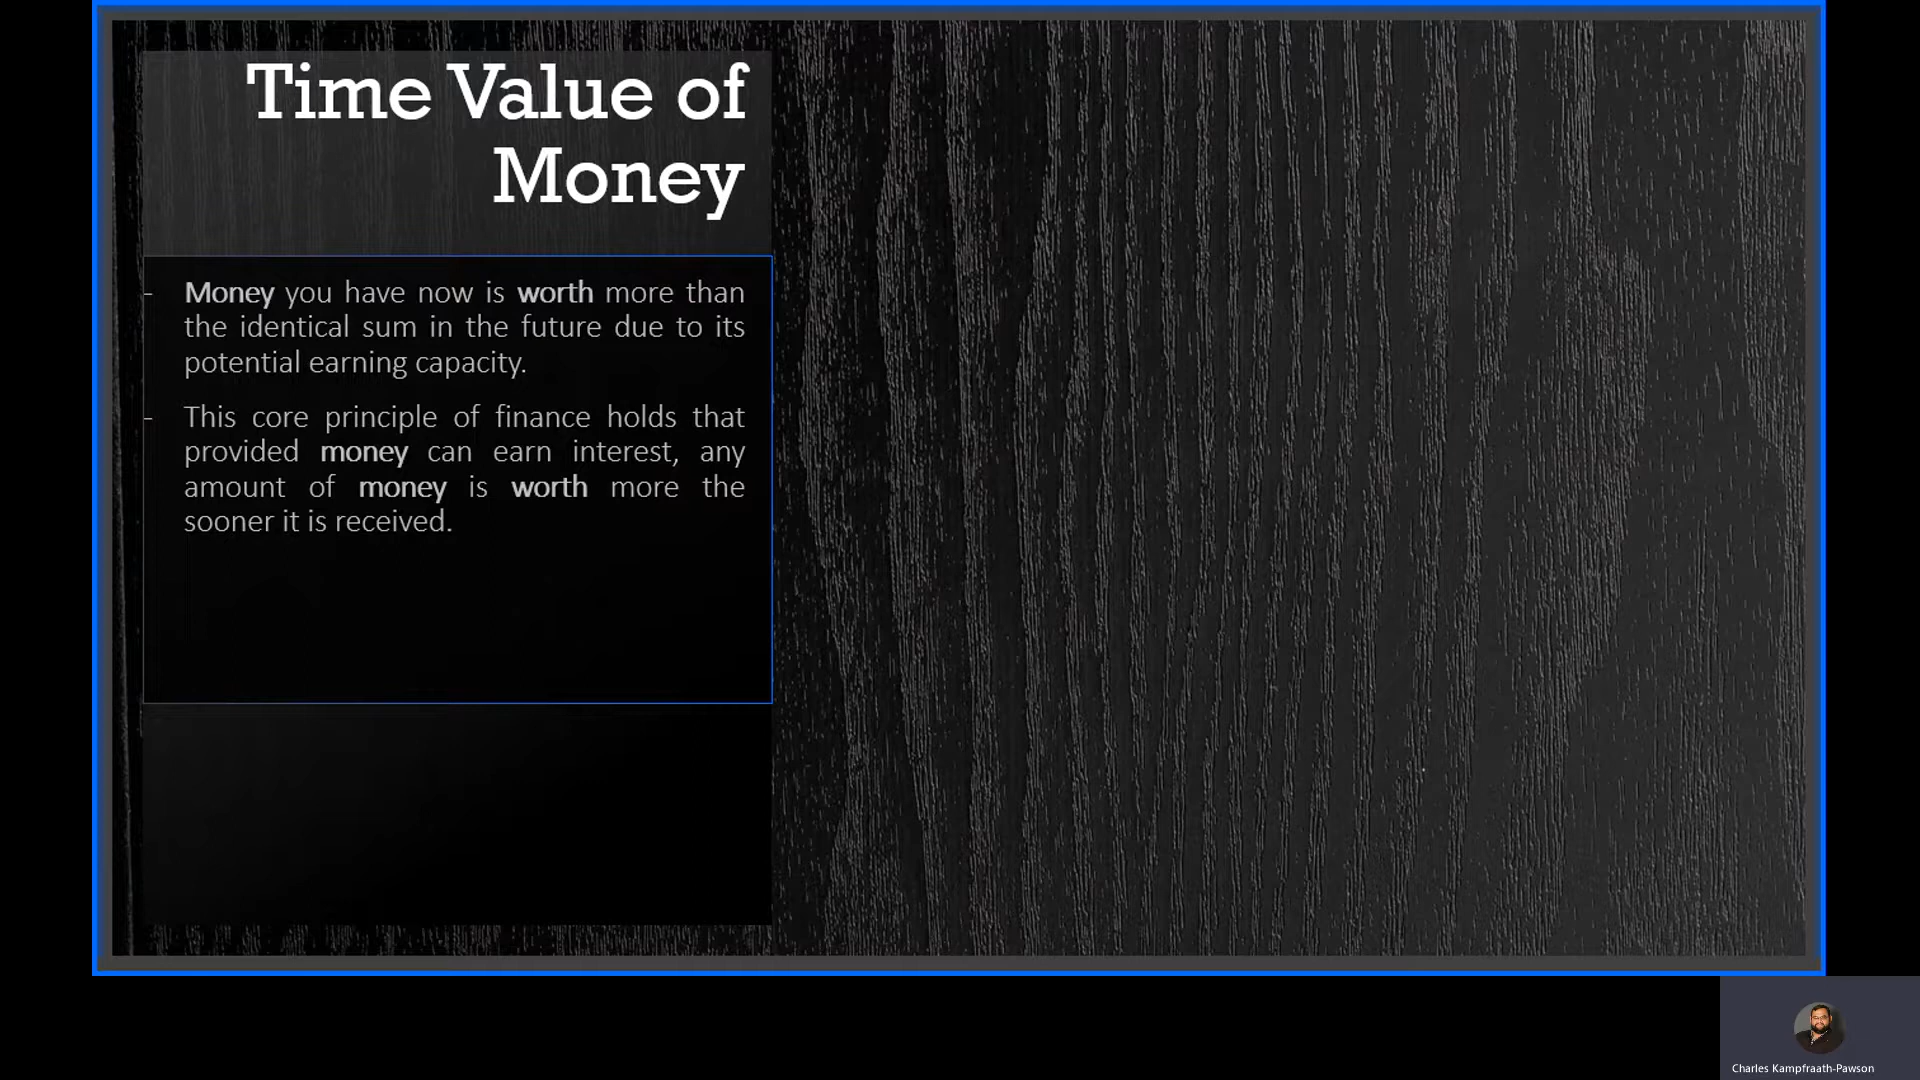 Time Value of
Money
- Money you have now is worth more than
the identical sum in the future due to its
potential earning capacity.
- This core principle of finance holds that
provided money can earn interest, any
amount of money is worth more the
sooner it is received.
Charles Kampfraath-Pawson